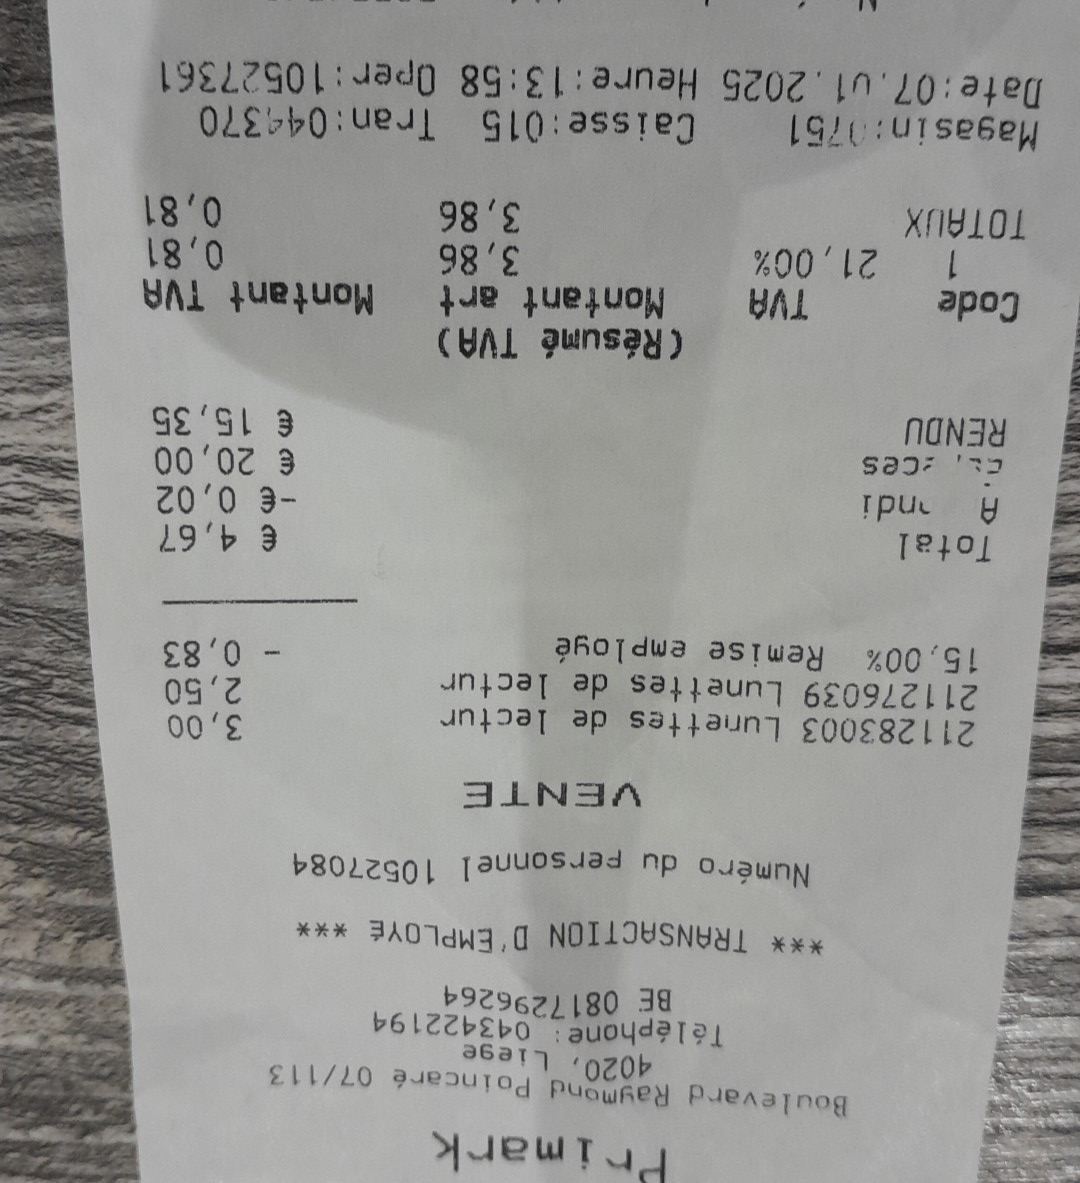 Primark
Boulevard Raymond Poincaré 07/113
4020, Liege
Téléphone: 043422194
BE 0817296264
*** TRANSACTION D'EMPLOYÉ ***
Numéro du Personnel 10527084
VENTE
211283003 Lunettes de lectur 3,00
211276039 Lunettes de lectur 2,50
15,00% Remise employé - 0,83
Total € 4,67
-€ 0,02
€ 20,00
RENDU € 15,35
(Résumé TVA)
Code TVA Montant art Montant TVA
1 21,00% 3,86 0,81
TOTAUX 3,86 0,81
Magasin:0751 Caisse:015 Tran:044370
Date:07.01.2025 Heure:13:58 Oper:10527361